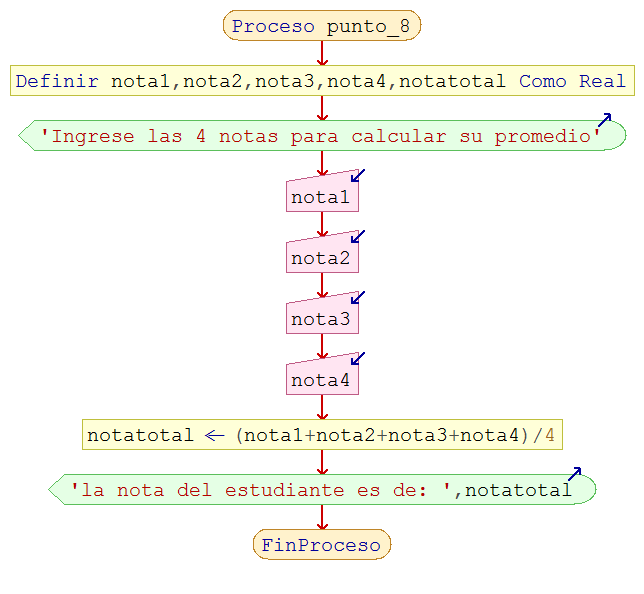 Proceso punto_8
Definir nota1,nota2,nota3,nota4,notatotal Como Real
'Ingrese las 4 notas para calcular su promedio'
nota1
nota2
nota3
nota4
notatotal ← (nota1+nota2+nota3+nota4)/4
'la nota del estudiante es de: ',notatotal
FinProceso